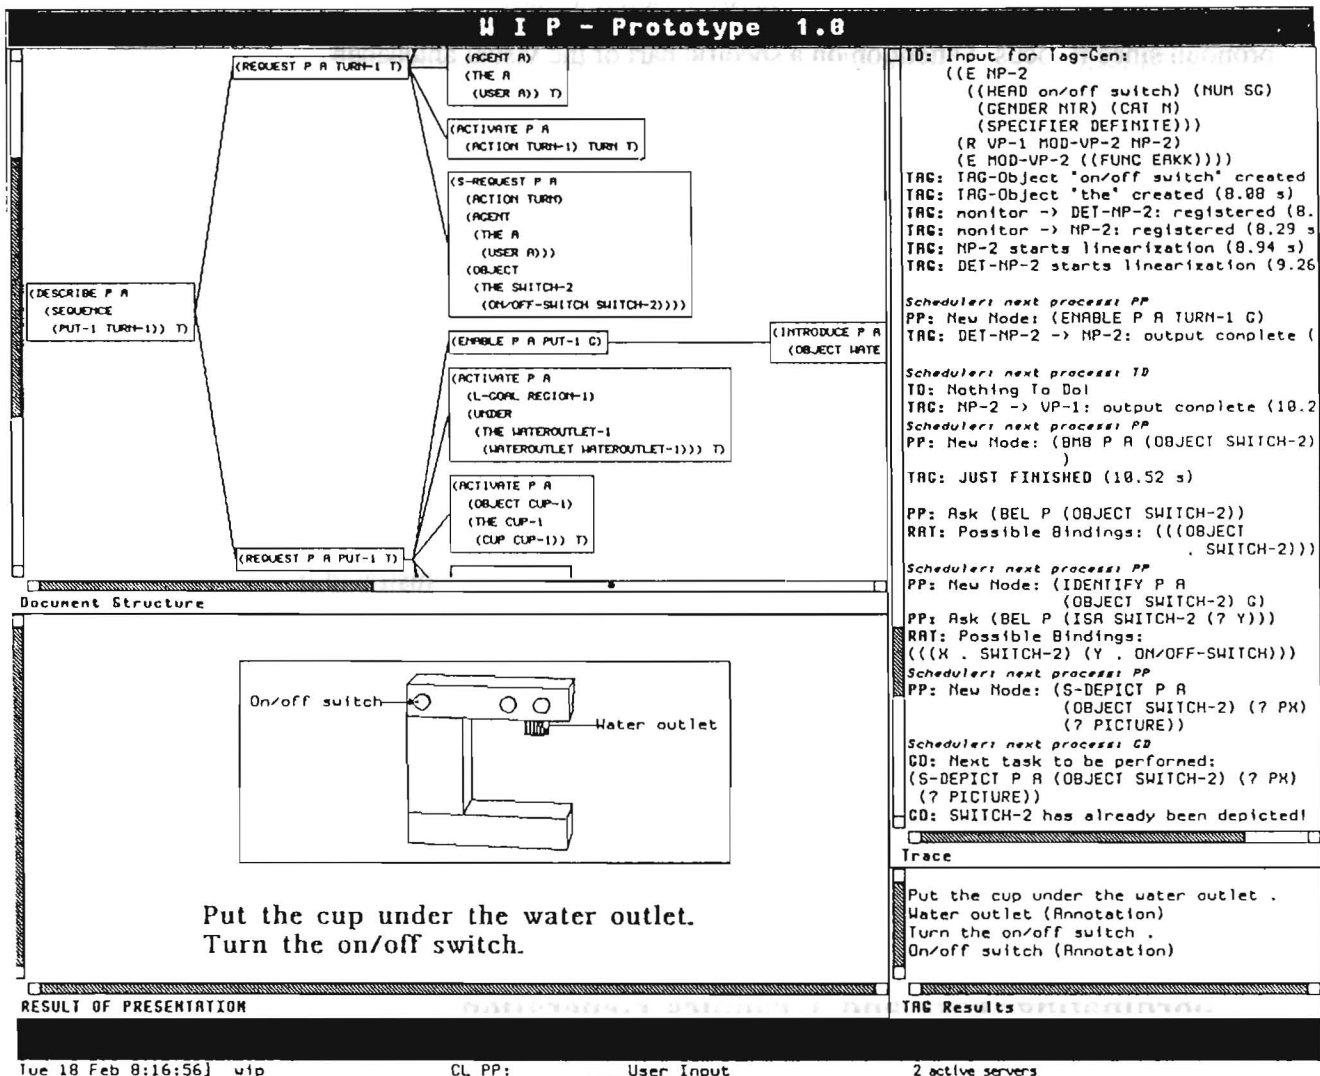 W I P - Prototype 1.0
(REQUEST P A TURN-1 T)
(AGENT A)
(THE A
(USER A)) T)
(ACTIVATE P A
(ACTION TURN-1) TURN T)
(S-REQUEST P A
(ACTION TURN)
(AGENT
(THE A
(USER A)))
(OBJECT
(THE SWITCH-2
(ON/OFF-SWITCH SWITCH-2))))
(DESCRIBE P A
(SEQUENCE
(PUT-1 TURN-1)) T)
(ENABLE P A PUT-1 G)
(INTRODUCE P A
(OBJECT WATE
(ACTIVATE P A
(L-GOAL REGION-1)
(UNDER
(THE WATEROUTLET-1
(WATEROUTLET WATEROUTLET-1))) T)
(ACTIVATE P A
(OBJECT CUP-1)
(THE CUP-1
(CUP CUP-1)) T)
(REQUEST P A PUT-1 T)
Document Structure
On/off switch
Water outlet
Put the cup under the water outlet.
Turn the on/off switch.
RESULT OF PRESENTATION
TD: Input for Tag-Gen:
((E NP-2
((HEAD on/off switch) (NUM SG)
(GENDER NTR) (CAT N)
(SPECIFIER DEFINITE)))
(R VP-1 MOD-VP-2 NP-2)
(E MOD-VP-2 ((FUNC EAKK))))
TAG: TAG-Object "on/off switch" created
TAG: TAG-Object "the" created (8.08 s)
TAG: monitor -> DET-NP-2: registered (8.
TAG: monitor -> NP-2: registered (8.29 s
TAG: NP-2 starts linearization (8.94 s)
TAG: DET-NP-2 starts linearization (9.26
Scheduler: next process: PP
PP: New Node: (ENABLE P A TURN-1 G)
TAG: DET-NP-2 -> NP-2: output complete (
Scheduler: next process: TD
TD: Nothing To Do!
TAG: NP-2 -> VP-1: output complete (10.2
Scheduler: next process: PP
PP: New Node: (BMB P A (OBJECT SWITCH-2)
)
TAG: JUST FINISHED (10.52 s)
PP: Ask (BEL P (OBJECT SWITCH-2))
RAT: Possible Bindings: (((OBJECT
. SWITCH-2)))
Scheduler: next process: PP
PP: New Node: (IDENTIFY P A
(OBJECT SWITCH-2) G)
PP: Ask (BEL P (ISA SWITCH-2 (? Y)))
RAT: Possible Bindings:
(((X . SWITCH-2) (Y . ON/OFF-SWITCH)))
Scheduler: next process: PP
PP: New Node: (S-DEPICT P A
(OBJECT SWITCH-2) (? PX)
(? PICTURE))
Scheduler: next process: GD
GD: Next task to be performed:
(S-DEPICT P A (OBJECT SWITCH-2) (? PX)
(? PICTURE))
GD: SWITCH-2 has already been depicted!
Trace
Put the cup under the water outlet .
Water outlet (Annotation)
Turn the on/off switch .
On/off switch (Annotation)
TAG Results
Tue 18 Feb 8:16:56] wip CL PP: User Input 2 active servers